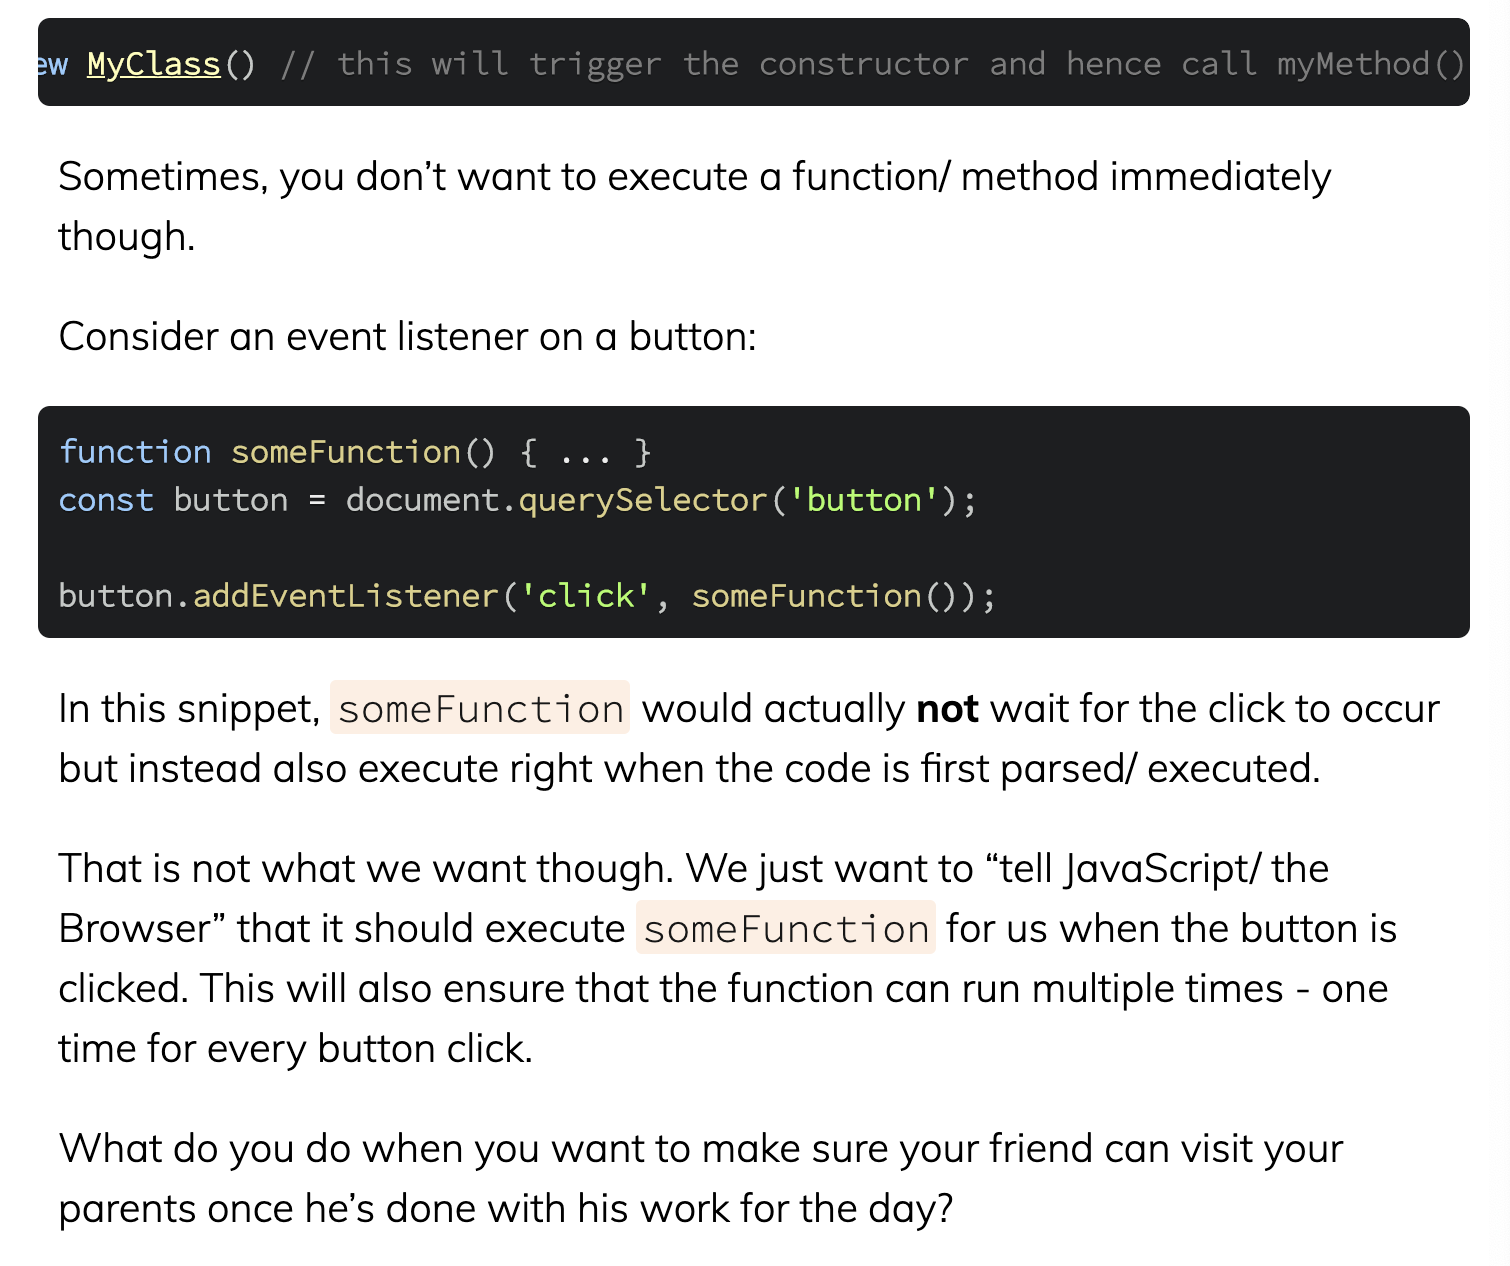 ew MyClass() // this will trigger the constructor and hence call myMethod()
Sometimes, you don’t want to execute a function/ method immediately
though.
Consider an event listener on a button:
function someFunction() { ... }
const button = document.querySelector('button');
button.addEventListener('click', someFunction());
In this snippet, someFunction would actually not wait for the click to occur
but instead also execute right when the code is first parsed/ executed.
That is not what we want though. We just want to “tell JavaScript/ the
Browser” that it should execute someFunction for us when the button is
clicked. This will also ensure that the function can run multiple times - one
time for every button click.
What do you do when you want to make sure your friend can visit your
parents once he’s done with his work for the day?